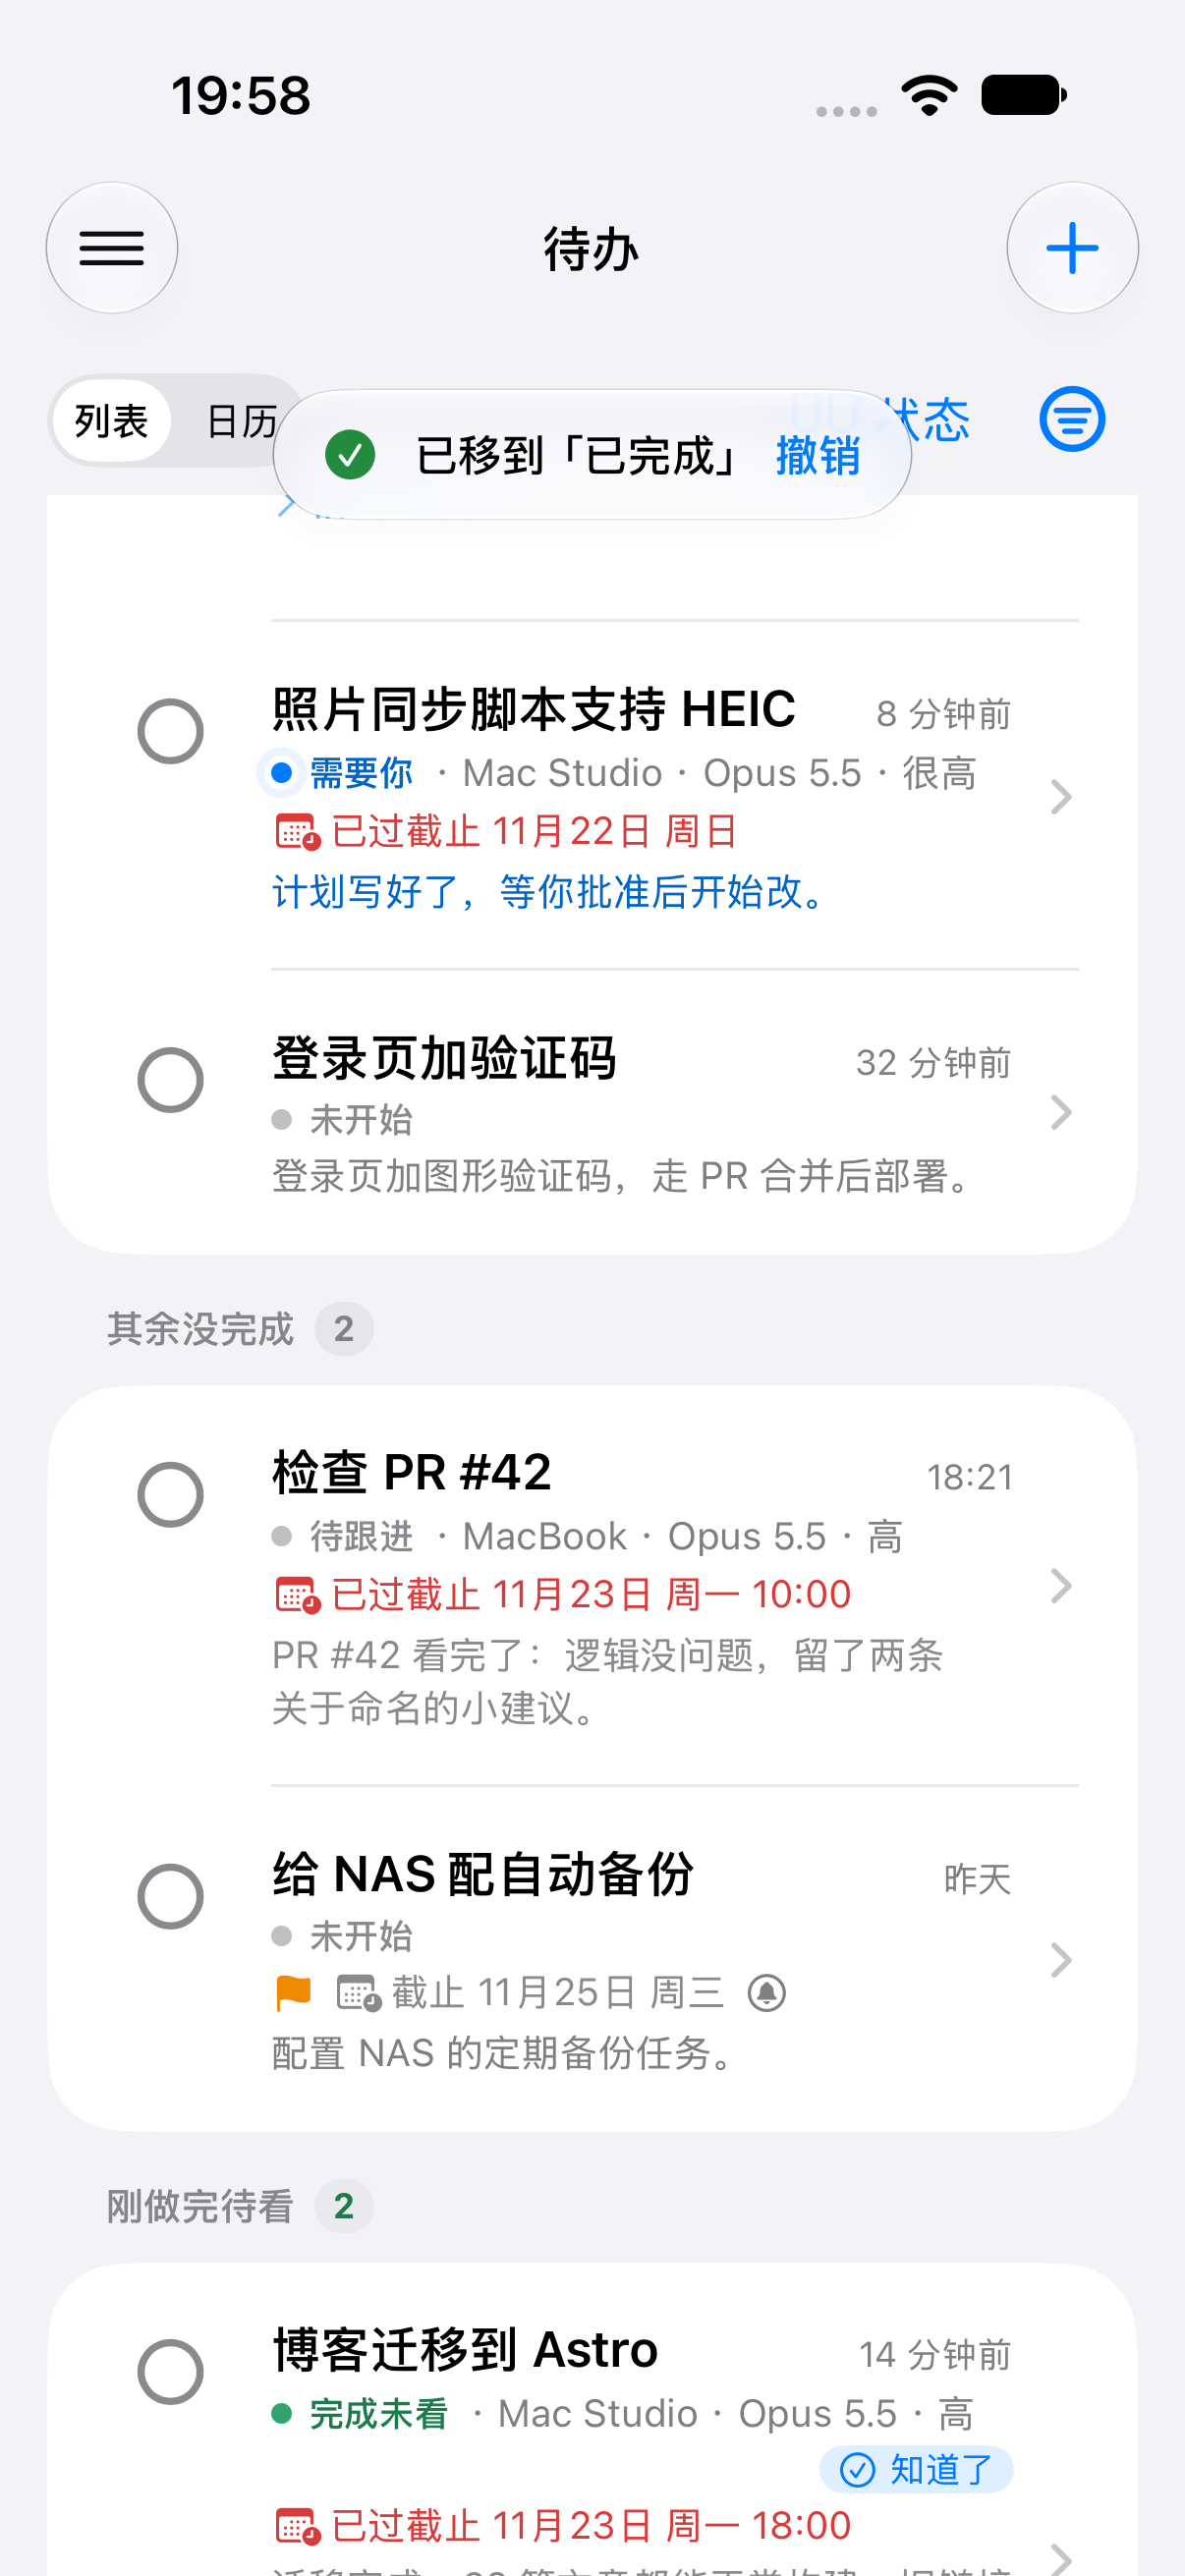 19:58
待办
列表 日历 状态
已移到「已完成」 撤销
照片同步脚本支持 HEIC 8 分钟前
需要你 · Mac Studio · Opus 5.5 · 很高
已过截止 11月22日 周日
计划写好了，等你批准后开始改。
登录页加验证码 32 分钟前
未开始
登录页加图形验证码，走 PR 合并后部署。
其余没完成 2
检查 PR #42 18:21
待跟进 · MacBook · Opus 5.5 · 高
已过截止 11月23日 周一 10:00
PR #42 看完了：逻辑没问题，留了两条
关于命名的小建议。
给 NAS 配自动备份 昨天
未开始
截止 11月25日 周三
配置 NAS 的定期备份任务。
刚做完待看 2
博客迁移到 Astro 14 分钟前
完成未看 · Mac Studio · Opus 5.5 · 高
知道了
已过截止 11月23日 周一 18:00